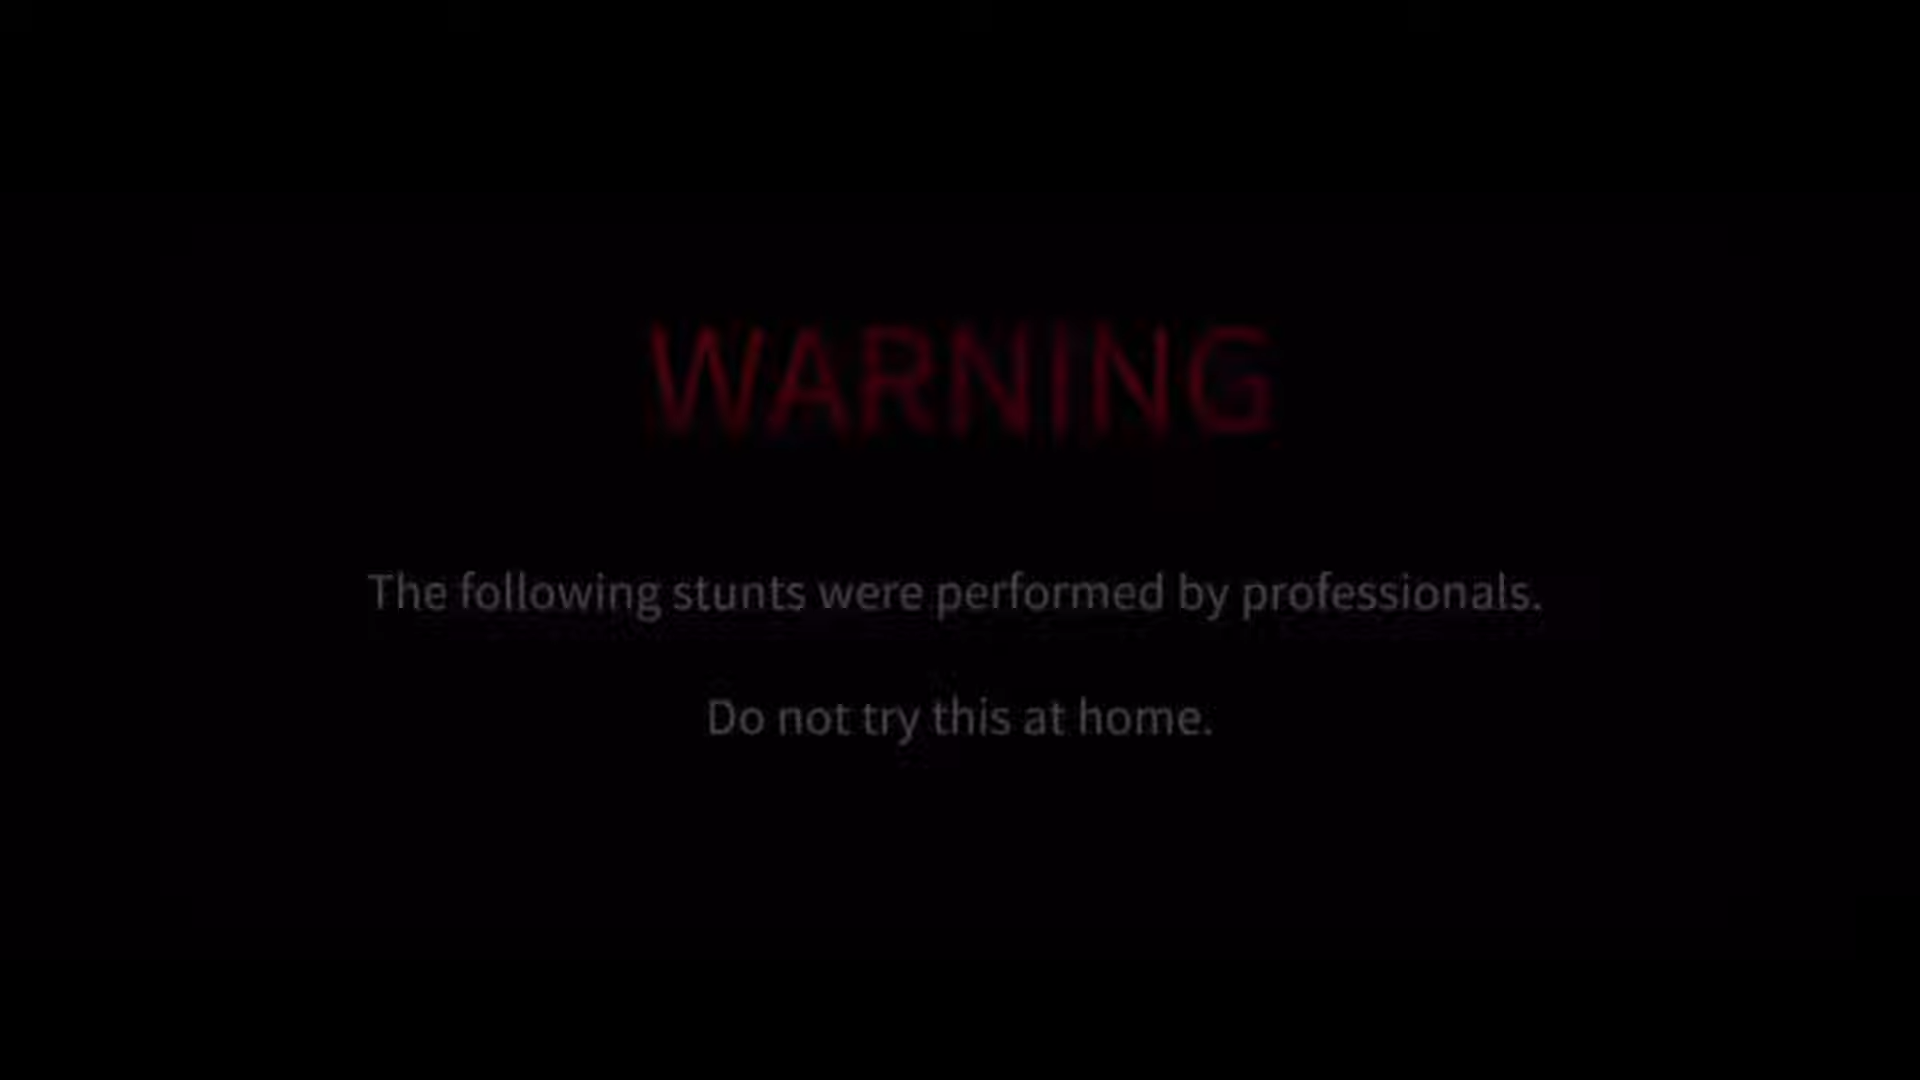 WARNING
The following stunts were performed by professionals.
Do not try this at home.